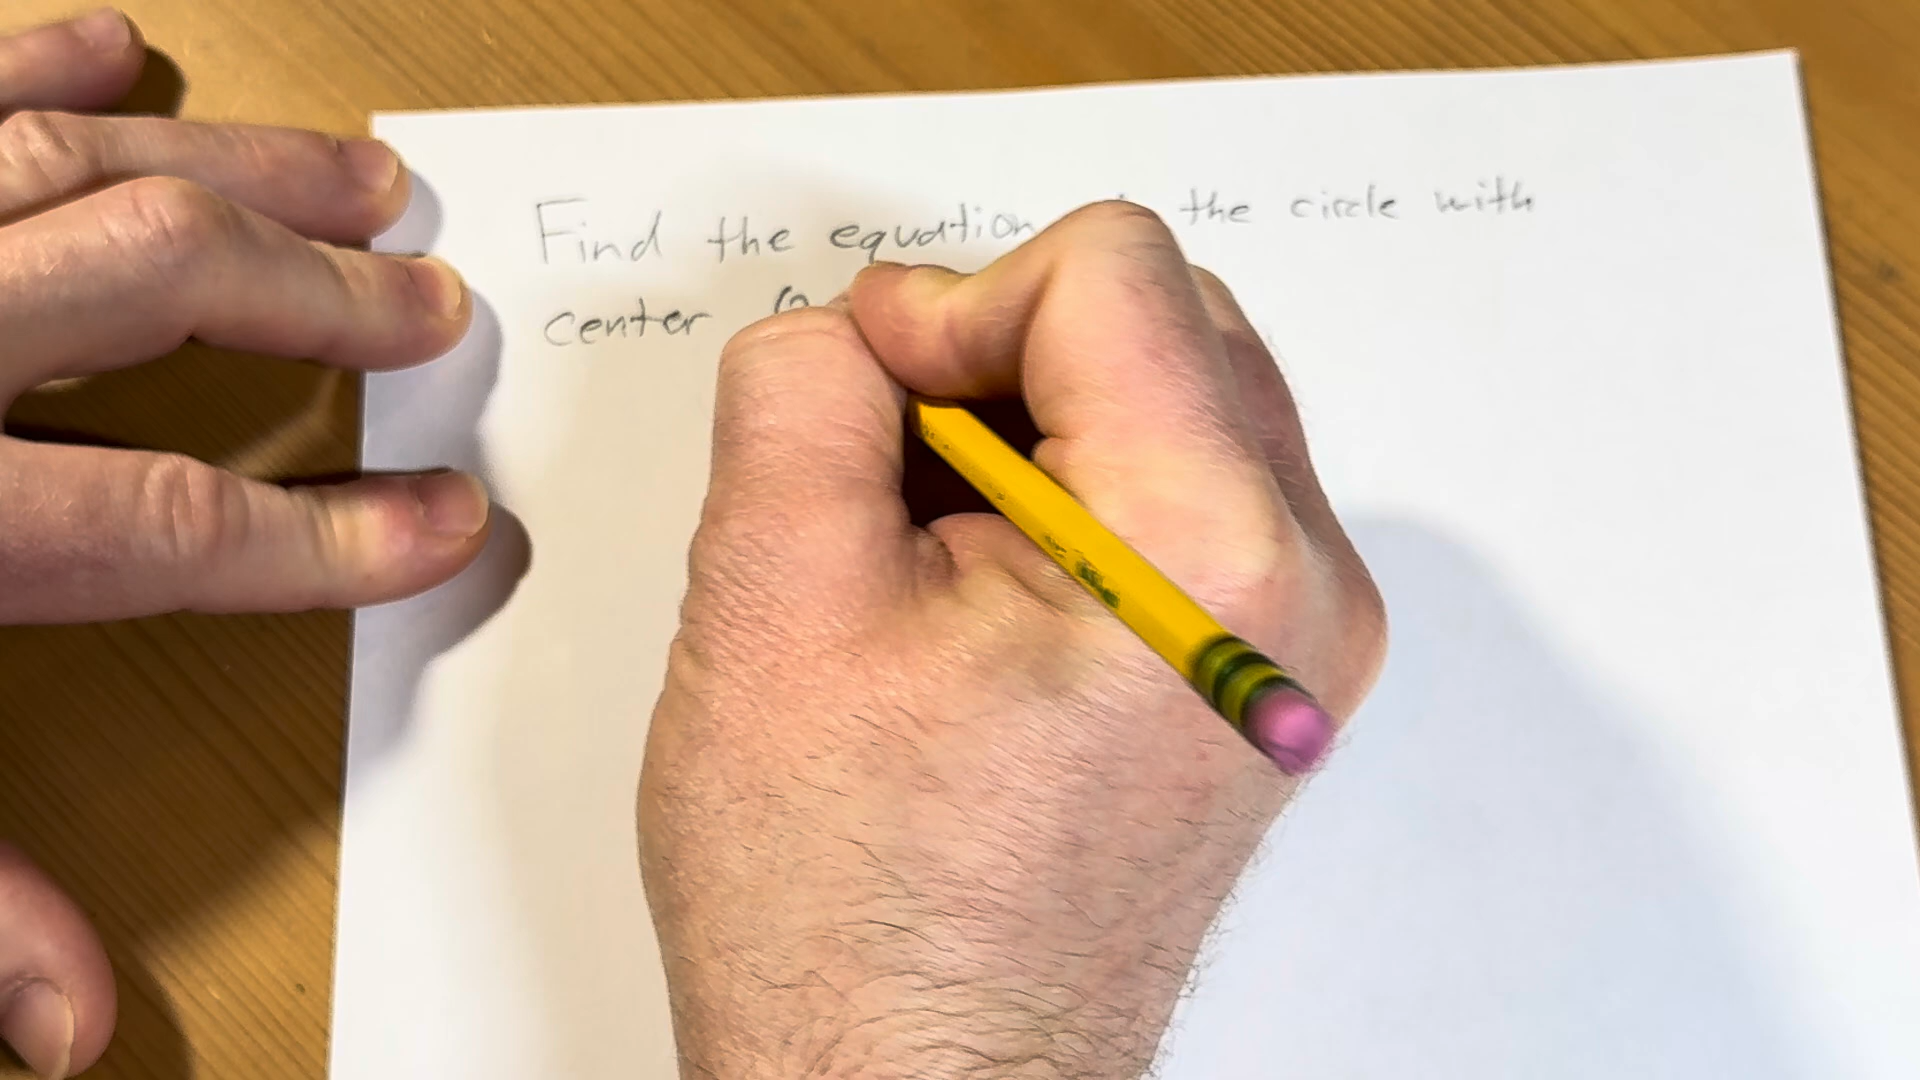 Find the equation the circle with
center (